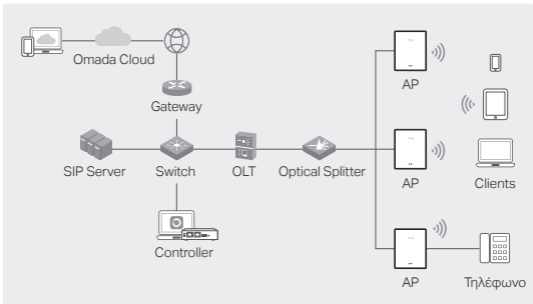 Omada Cloud
Gateway
AP
SIP Server
Switch
OLT
Optical Splitter
AP
Clients
Controller
AP
Τηλέφωνο